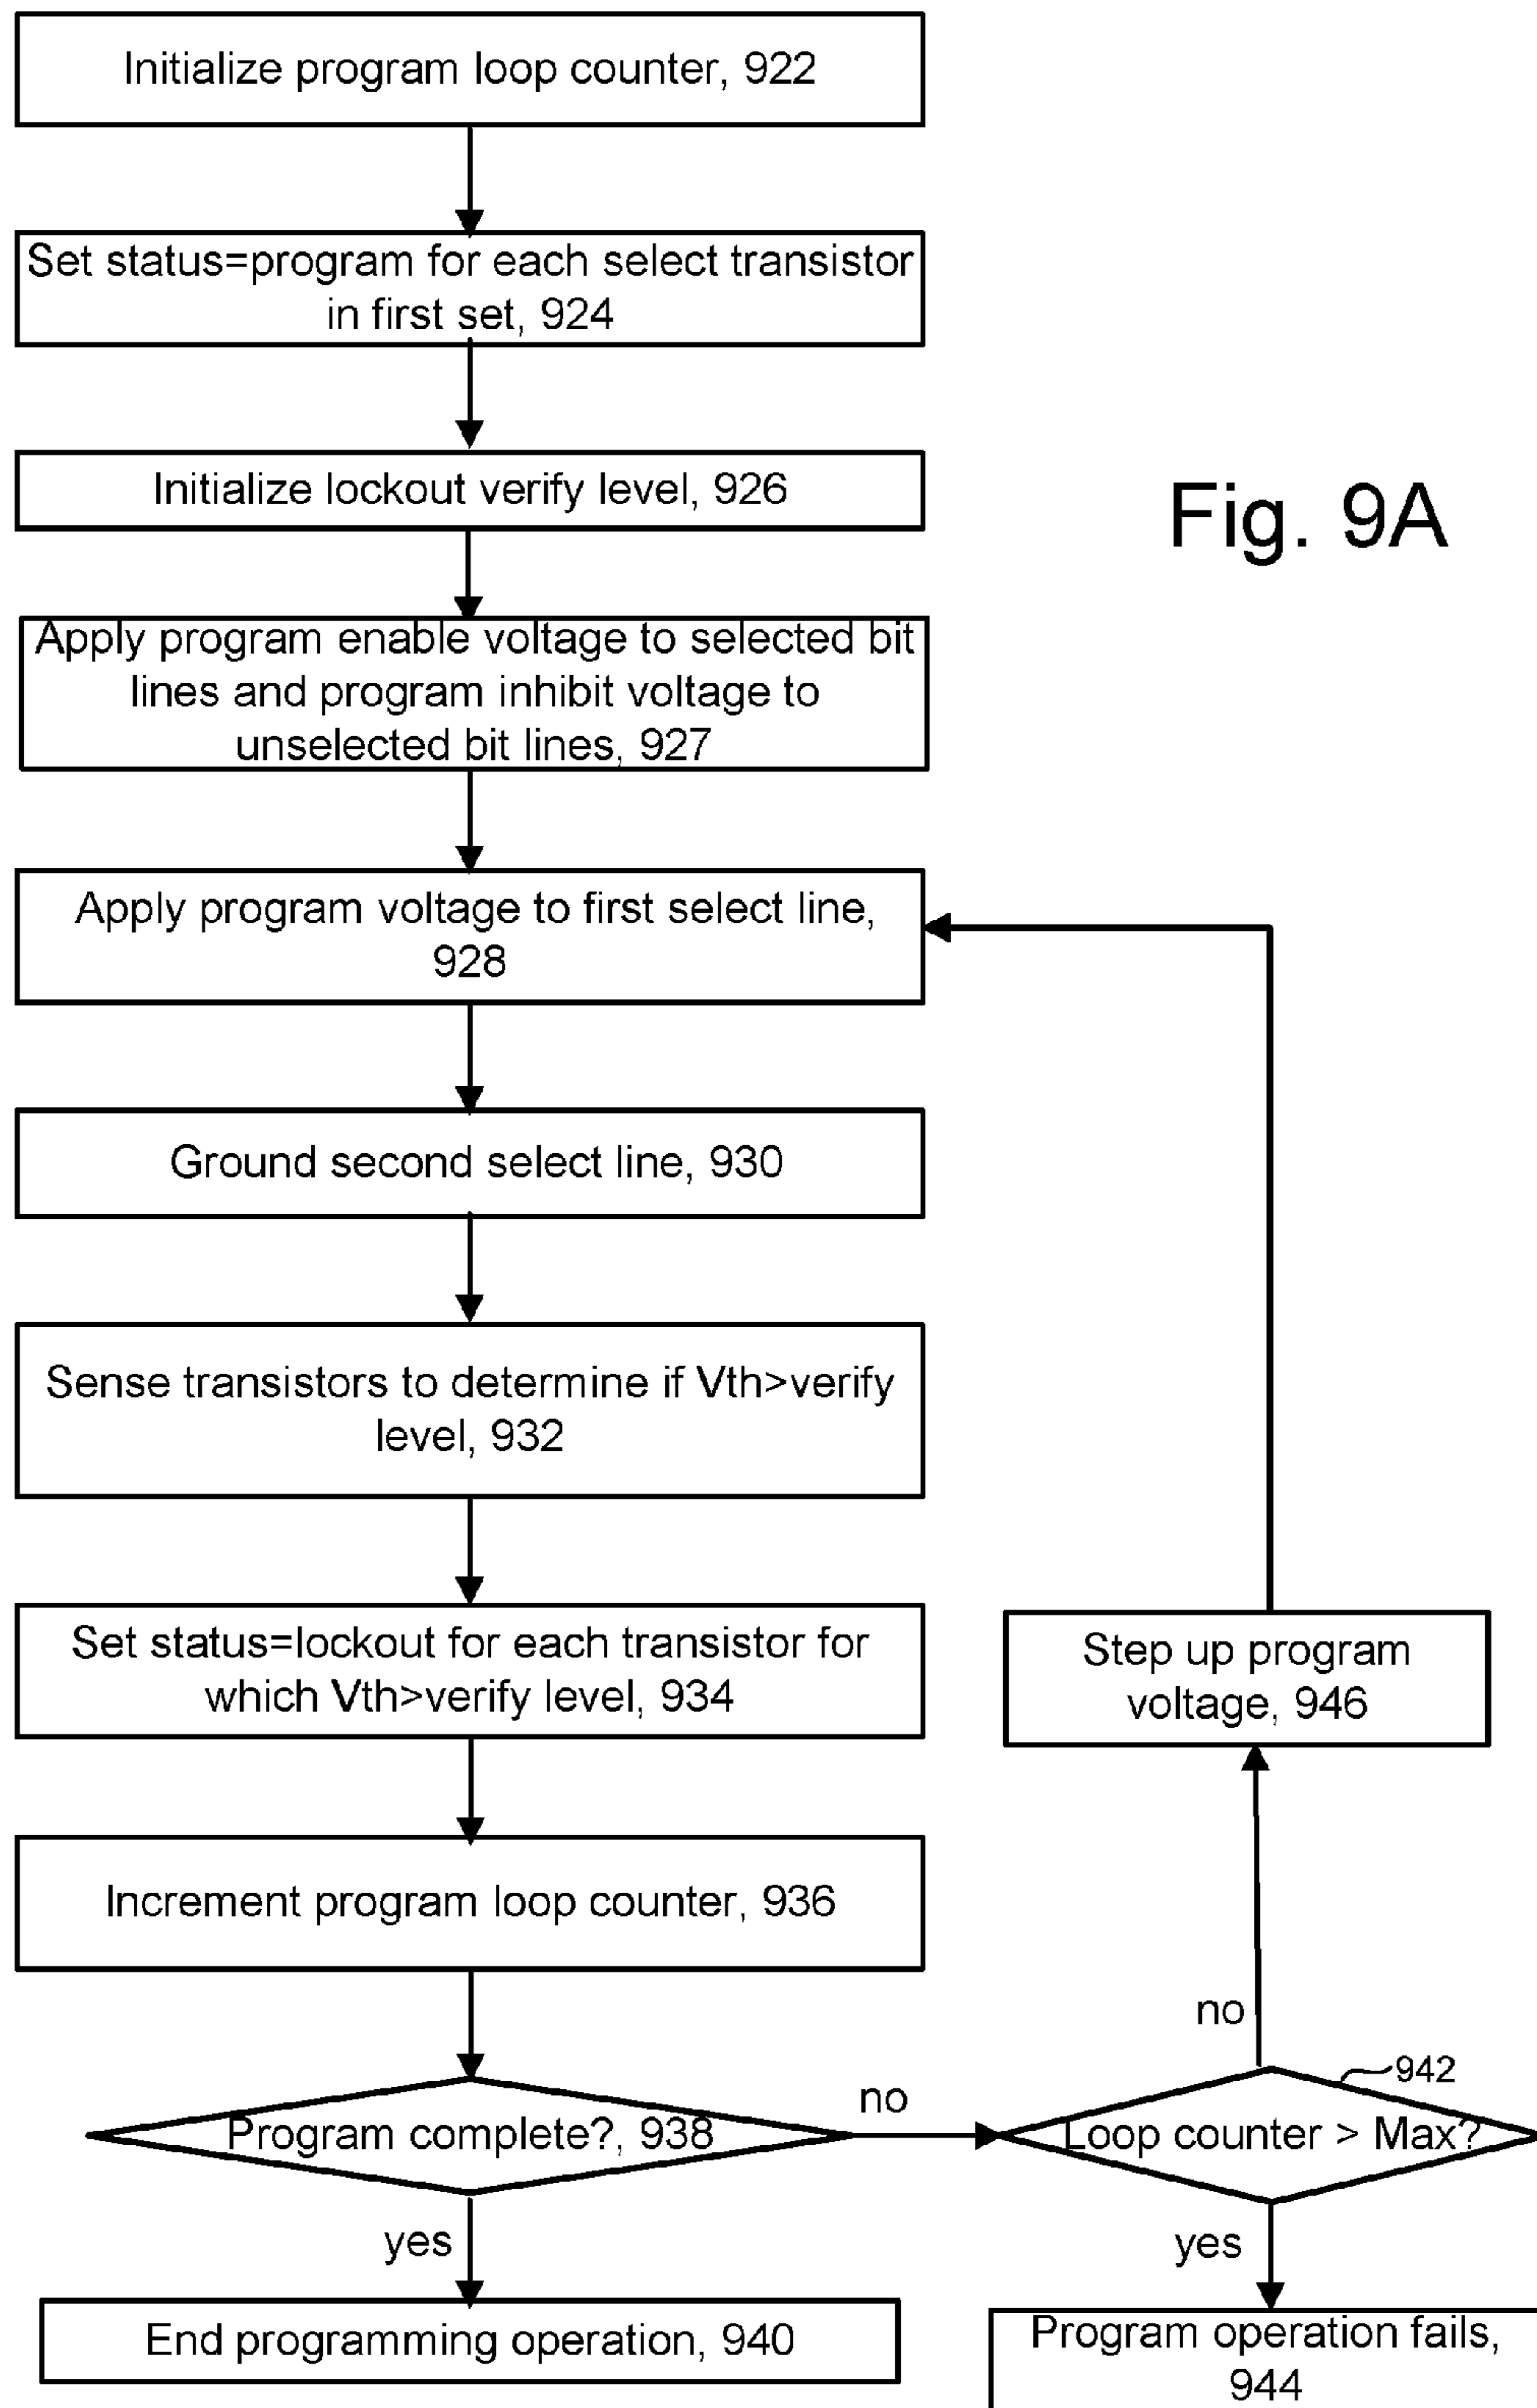 Initialize program loop counter, 922
Set status=program for each select transistor
in first set, 924
Initialize lockout verify level, 926
Fig. 9A
Apply program enable voltage to selected bit
lines and program inhibit voltage to
unselected bit lines, 927
Apply program voltage to first select line,
928
Ground second select line, 930
Sense transistors to determine if Vth>verify
level, 932
Set status=lockout for each transistor for
which Vth>verify level, 934
Step up program
voltage, 946
Increment program loop counter, 936
no
942
no
Program complete?, 938
Loop counter > Max?
yes
yes
End programming operation, 940
Program operation fails,
944